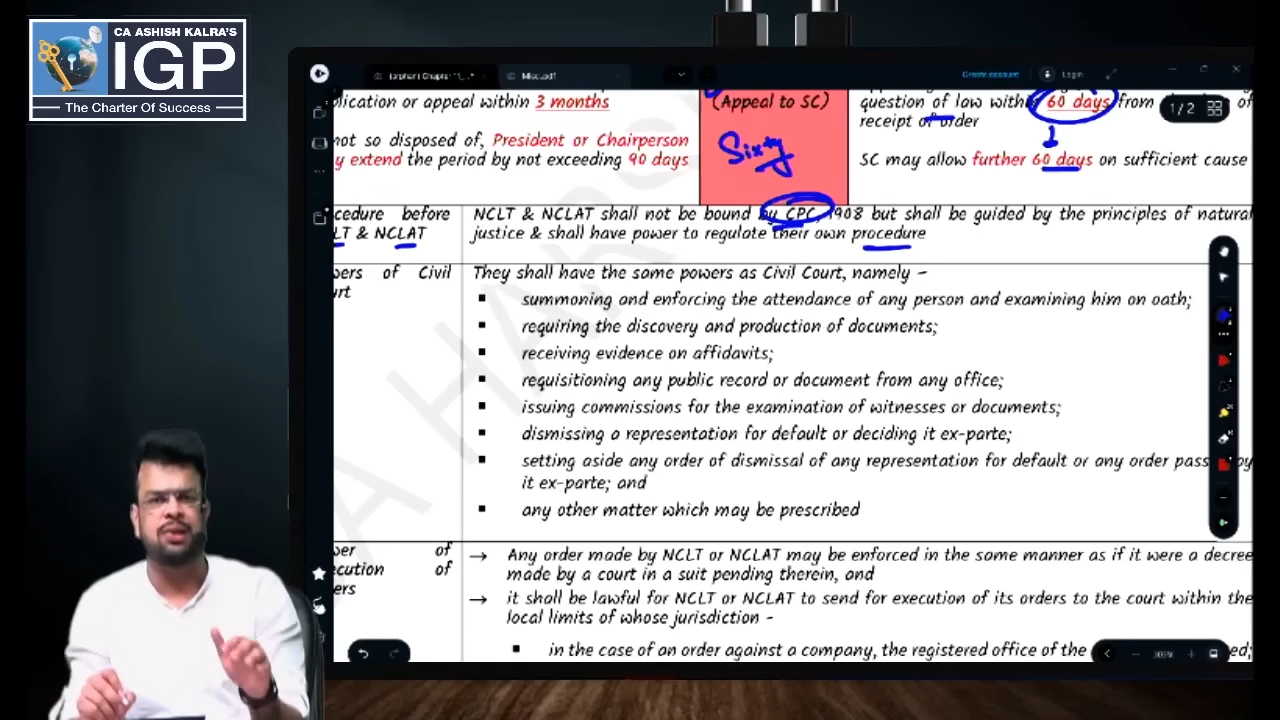 CA ASHISH KALRA'S
IGP
The Charter Of Success
Misc.pdf
Create account
Login
1/2
lication or appeal within 3 months
not so disposed of, President or Chairperson
y extend the period by not exceeding 90 days
(Appeal to SC)
Sixty
question of law within 60 days from
of
receipt of order
SC may allow further 60 days on sufficient cause
cedure before
LT & NCLAT
NCLT & NCLAT shall not be bound by CPC, 1908 but shall be guided by the principles of natural
justice & shall have power to regulate their own procedure
wers of Civil
urt
They shall have the same powers as Civil Court, namely –
▪ summoning and enforcing the attendance of any person and examining him on oath;
▪ requiring the discovery and production of documents;
▪ receiving evidence on affidavits;
▪ requisitioning any public record or document from any office;
▪ issuing commissions for the examination of witnesses or documents;
▪ dismissing a representation for default or deciding it ex-parte;
▪ setting aside any order of dismissal of any representation for default or any order pass by
it ex-parte; and
▪ any other matter which may be prescribed
wer of
ecution of
ers
→ Any order made by NCLT or NCLAT may be enforced in the same manner as if it were a decree
made by a court in a suit pending therein, and
→ it shall be lawful for NCLT or NCLAT to send for execution of its orders to the court within the
local limits of whose jurisdiction –
▪ in the case of an order against a company, the registered office of the
ed;
303%
A HARS